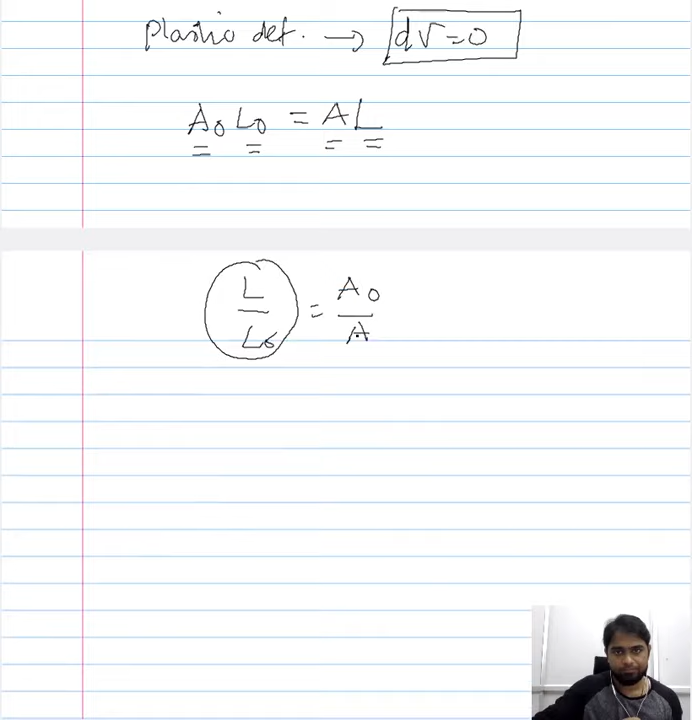 Plastic def. → dV=0
A₀ L₀ = A L
L/L₀ = A₀/A